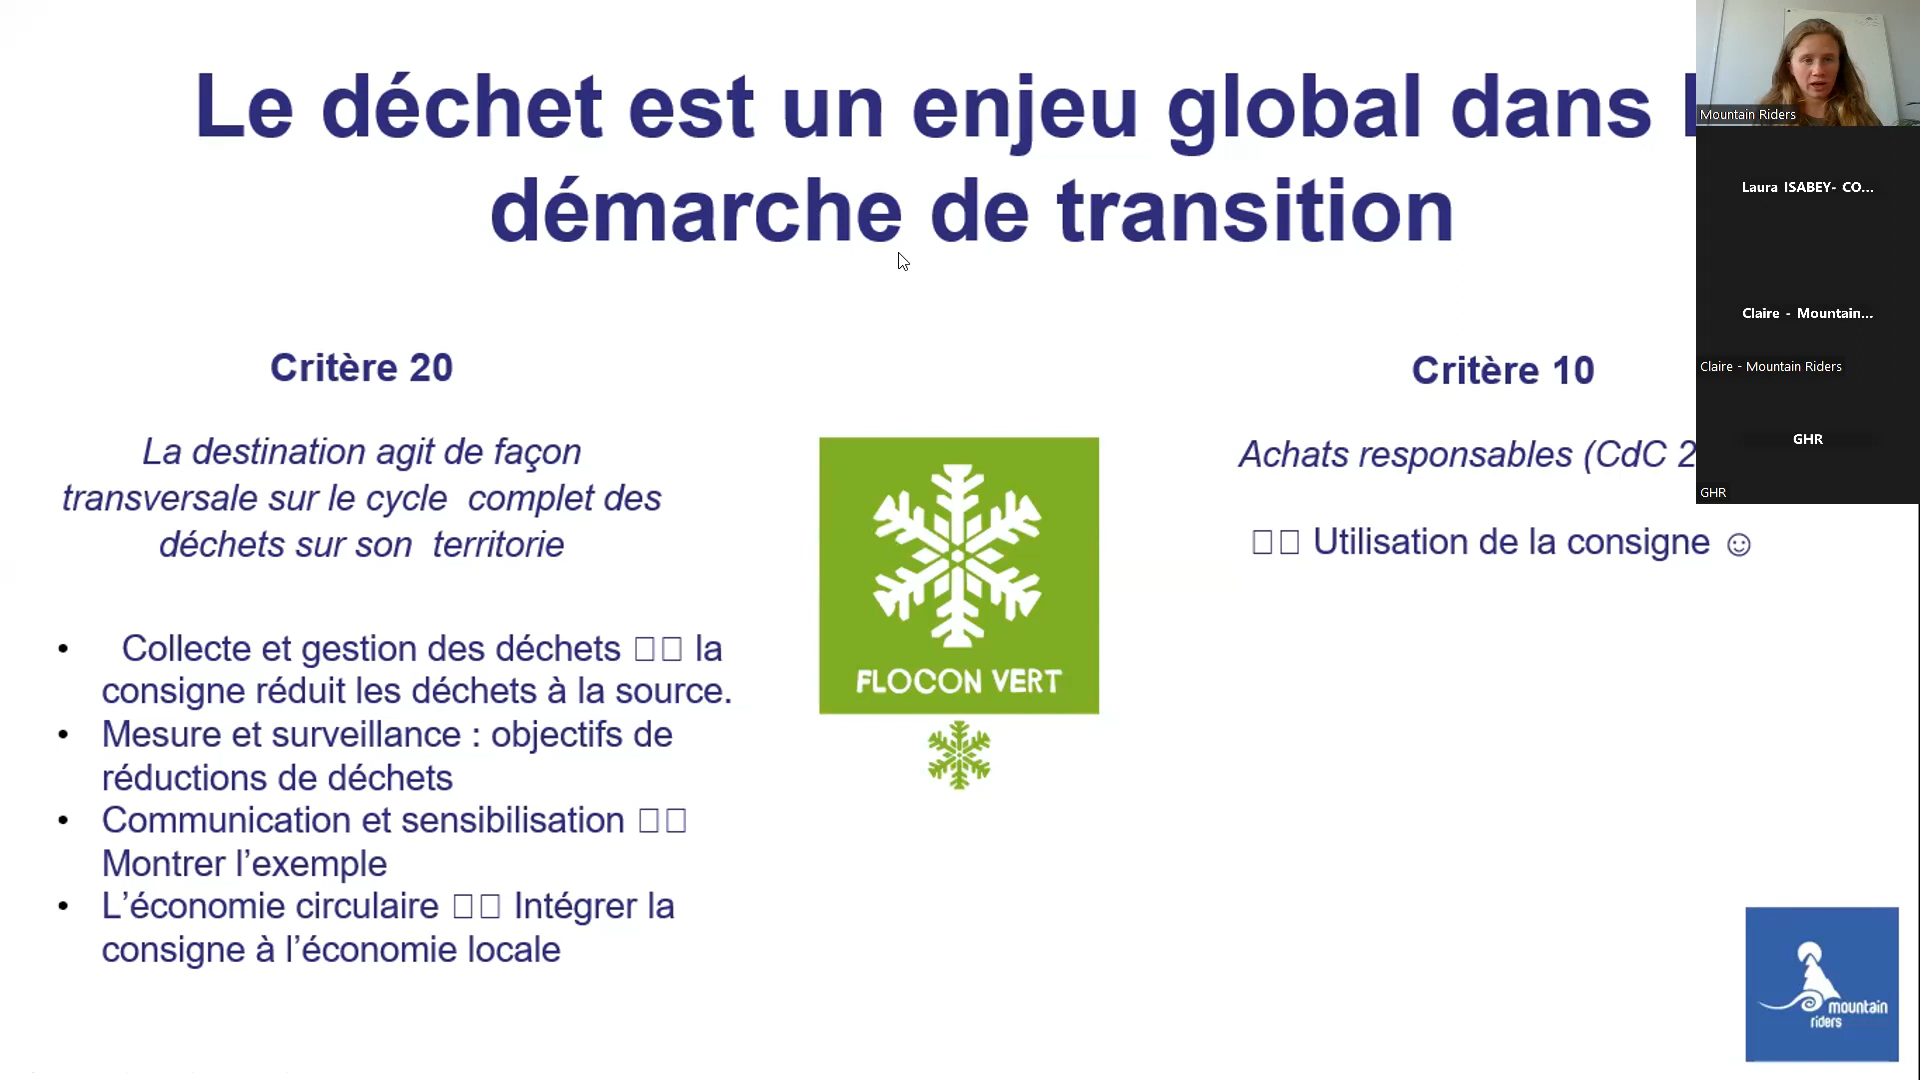 Le déchet est un enjeu global dans
démarche de transition
Critère 20
La destination agit de façon
transversale sur le cycle complet des
déchets sur son territorie
• Collecte et gestion des déchets □□ la
consigne réduit les déchets à la source.
• Mesure et surveillance : objectifs de
réductions de déchets
• Communication et sensibilisation □□
Montrer l’exemple
• L’économie circulaire □□ Intégrer la
consigne à l’économie locale
FLOCON VERT
Critère 10
Achats responsables (CdC 2
□□ Utilisation de la consigne ☺
Mountain Riders
Laura ISABEY- CO...
Claire - Mountain...
Claire - Mountain Riders
GHR
GHR
mountain
riders